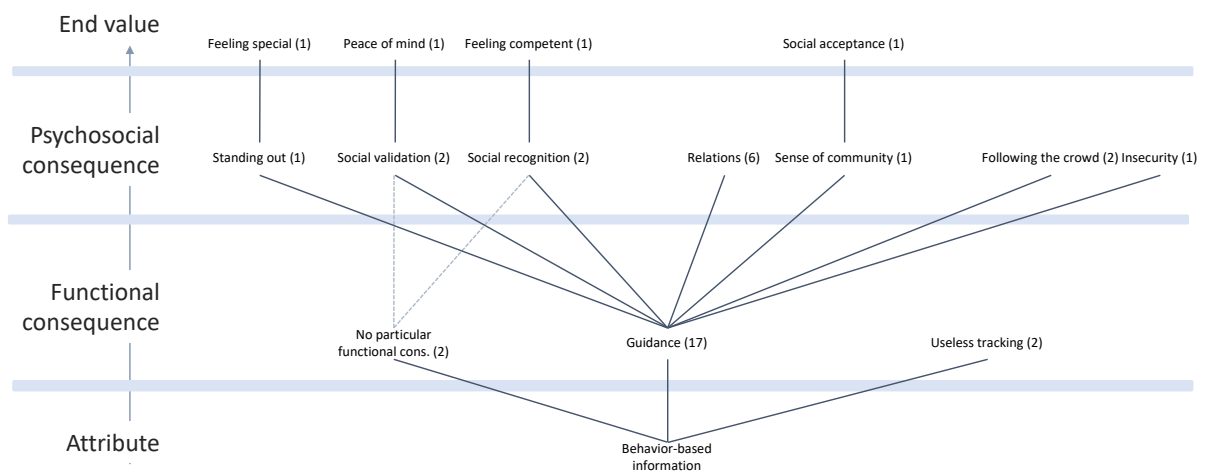 End value
Feeling special (1)
Peace of mind (1)
Feeling competent (1)
Social acceptance (1)
Psychosocial
consequence
Standing out (1)
Social validation (2)
Social recognition (2)
Relations (6)
Sense of community (1)
Following the crowd (2)
Insecurity (1)
Functional
consequence
No particular
functional cons. (2)
Guidance (17)
Useless tracking (2)
Attribute
Behavior-based
information